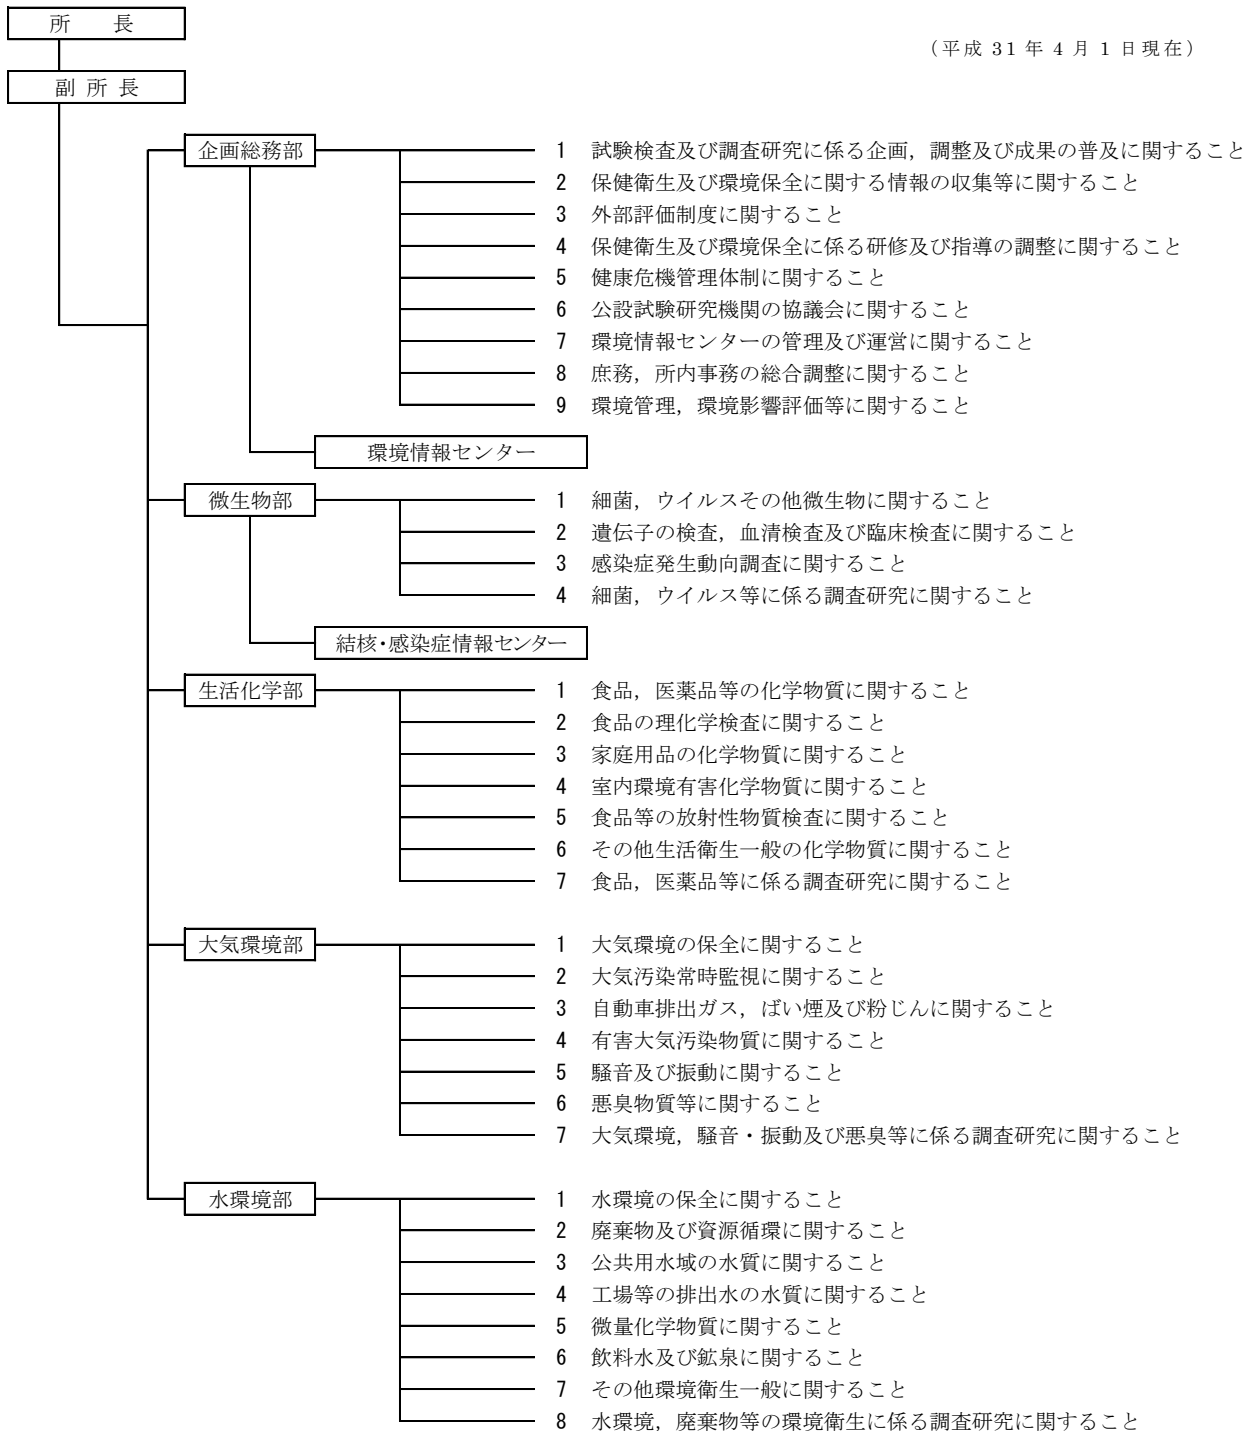 所 長
（平成 31 年 4 月 1 日現在）
副 所 長
企画総務部
1 試験検査及び調査研究に係る企画，調整及び成果の普及に関すること
2 保健衛生及び環境保全に関する情報の収集等に関すること
3 外部評価制度に関すること
4 保健衛生及び環境保全に係る研修及び指導の調整に関すること
5 健康危機管理体制に関すること
6 公設試験研究機関の協議会に関すること
7 環境情報センターの管理及び運営に関すること
8 庶務，所内事務の総合調整に関すること
9 環境管理，環境影響評価等に関すること
環境情報センター
微生物部
1 細菌，ウイルスその他微生物に関すること
2 遺伝子の検査，血清検査及び臨床検査に関すること
3 感染症発生動向調査に関すること
4 細菌，ウイルス等に係る調査研究に関すること
結核・感染症情報センター
生活化学部
1 食品，医薬品等の化学物質に関すること
2 食品の理化学検査に関すること
3 家庭用品の化学物質に関すること
4 室内環境有害化学物質に関すること
5 食品等の放射性物質検査に関すること
6 その他生活衛生一般の化学物質に関すること
7 食品，医薬品等に係る調査研究に関すること
大気環境部
1 大気環境の保全に関すること
2 大気汚染常時監視に関すること
3 自動車排出ガス，ばい煙及び粉じんに関すること
4 有害大気汚染物質に関すること
5 騒音及び振動に関すること
6 悪臭物質等に関すること
7 大気環境，騒音・振動及び悪臭等に係る調査研究に関すること
水環境部
1 水環境の保全に関すること
2 廃棄物及び資源循環に関すること
3 公共用水域の水質に関すること
4 工場等の排出水の水質に関すること
5 微量化学物質に関すること
6 飲料水及び鉱泉に関すること
7 その他環境衛生一般に関すること
8 水環境，廃棄物等の環境衛生に係る調査研究に関すること